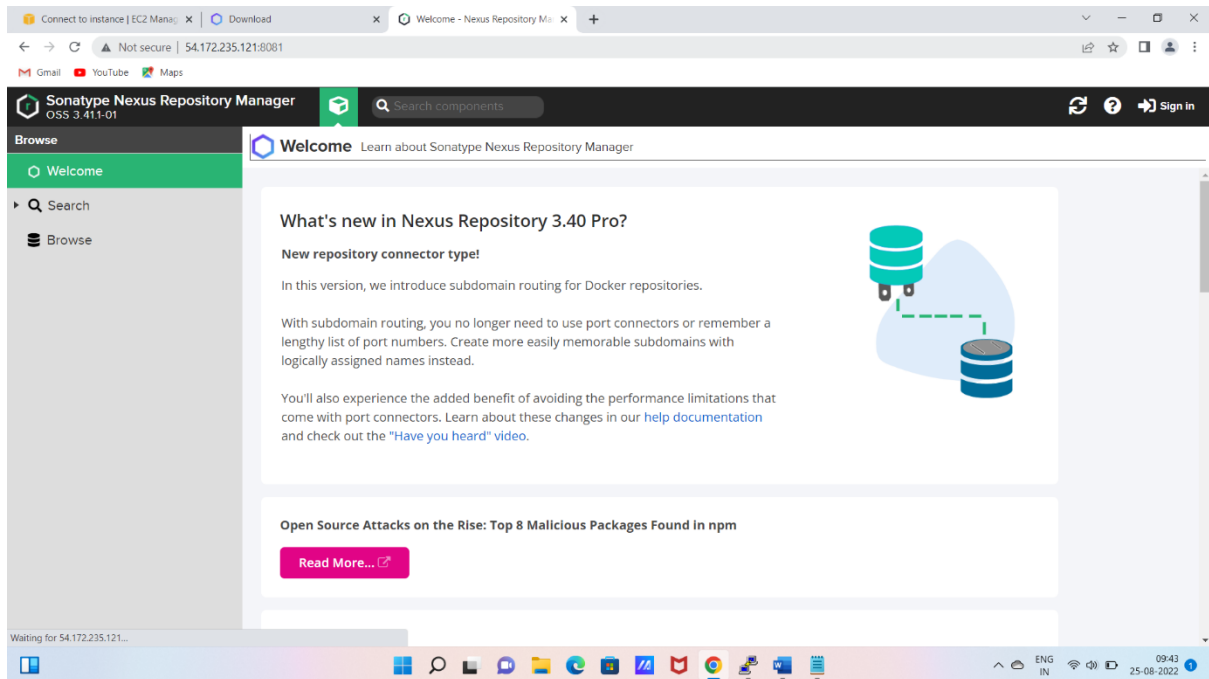 Connect to instance | EC2 Manag
Download
Welcome - Nexus Repository Ma
Not secure | 54.172.235.121:8081
Gmail YouTube Maps
Sonatype Nexus Repository Manager
OSS 3.41.1-01
Search components
Sign in
Browse
Welcome
Search
Browse
Welcome Learn about Sonatype Nexus Repository Manager
What's new in Nexus Repository 3.40 Pro?
New repository connector type!
In this version, we introduce subdomain routing for Docker repositories.
With subdomain routing, you no longer need to use port connectors or remember a
lengthy list of port numbers. Create more easily memorable subdomains with
logically assigned names instead.
You'll also experience the added benefit of avoiding the performance limitations that
come with port connectors. Learn about these changes in our help documentation
and check out the "Have you heard" video.
Open Source Attacks on the Rise: Top 8 Malicious Packages Found in npm
Read More...
Waiting for 54.172.235.121...
ENG
IN
09:43
25-08-2022
1